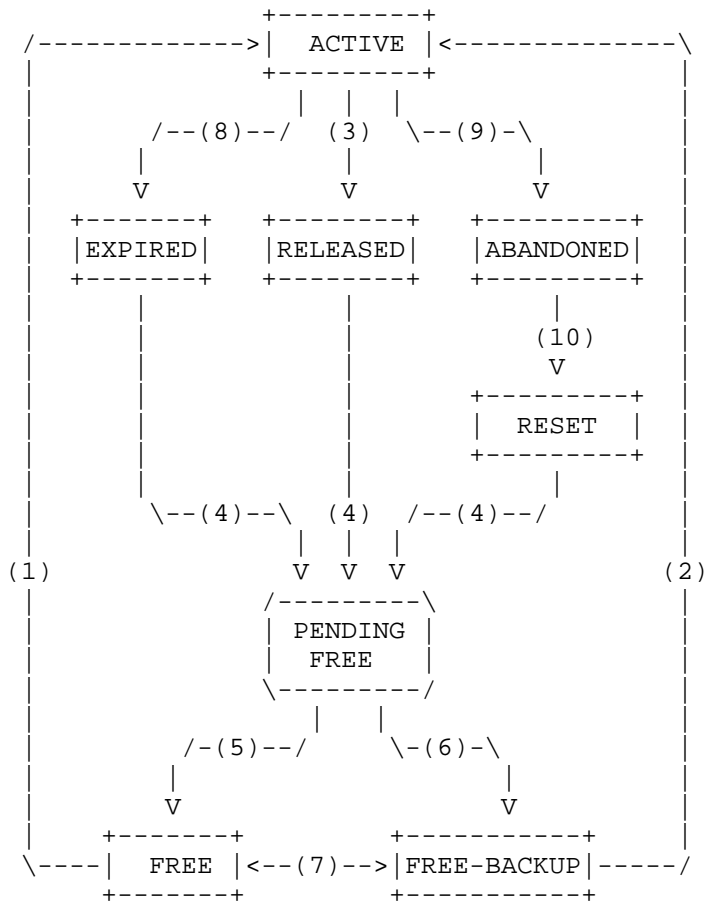 ACTIVE
(8) (3) (9)
EXPIRED RELEASED ABANDONED
(10)
V
RESET
(4) (4) (4)
(1) V V V (2)
PENDING
FREE
(5) (6)
V V
FREE (7) FREE-BACKUP